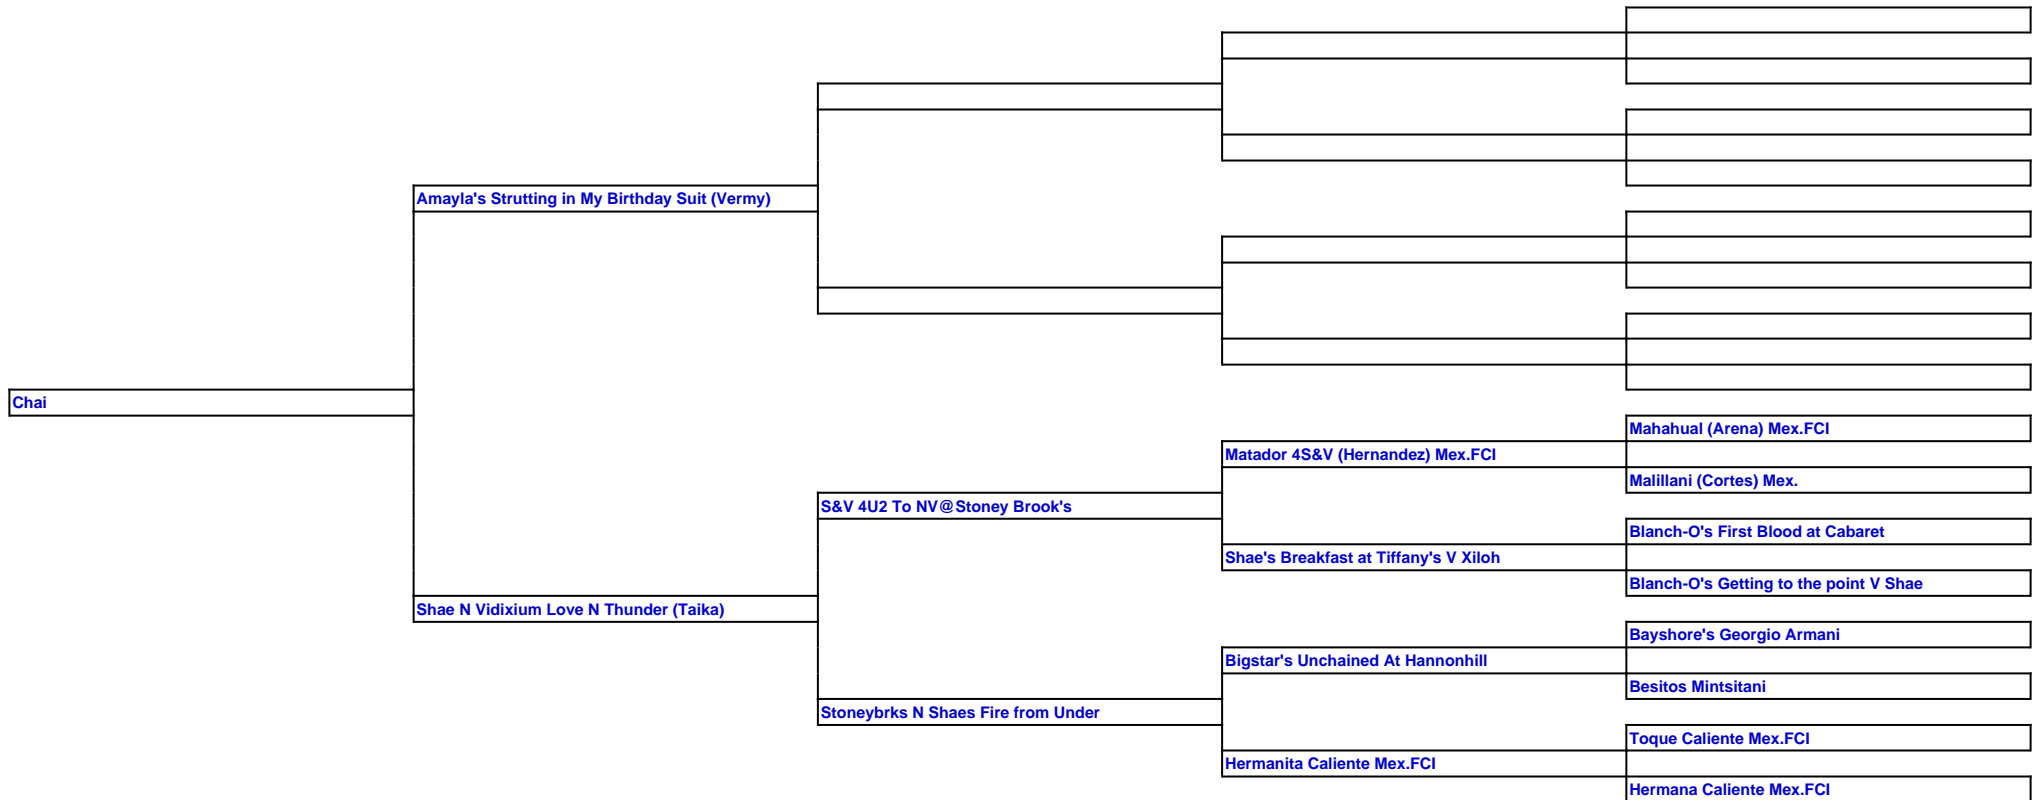 Amayla's Strutting in My Birthday Suit (Vermy)
Chai
Mahahual (Arena) Mex.FCI
Matador 4S&V (Hernandez) Mex.FCI
Malillani (Cortes) Mex.
S&V 4U2 To NV@Stoney Brook's
Blanch-O's First Blood at Cabaret
Shae's Breakfast at Tiffany's V Xiloh
Blanch-O's Getting to the point V Shae
Shae N Vidixium Love N Thunder (Taika)
Bayshore's Georgio Armani
Bigstar's Unchained At Hannonhill
Besitos Mintsitani
Stoneybrks N Shaes Fire from Under
Toque Caliente Mex.FCI
Hermanita Caliente Mex.FCI
Hermana Caliente Mex.FCI